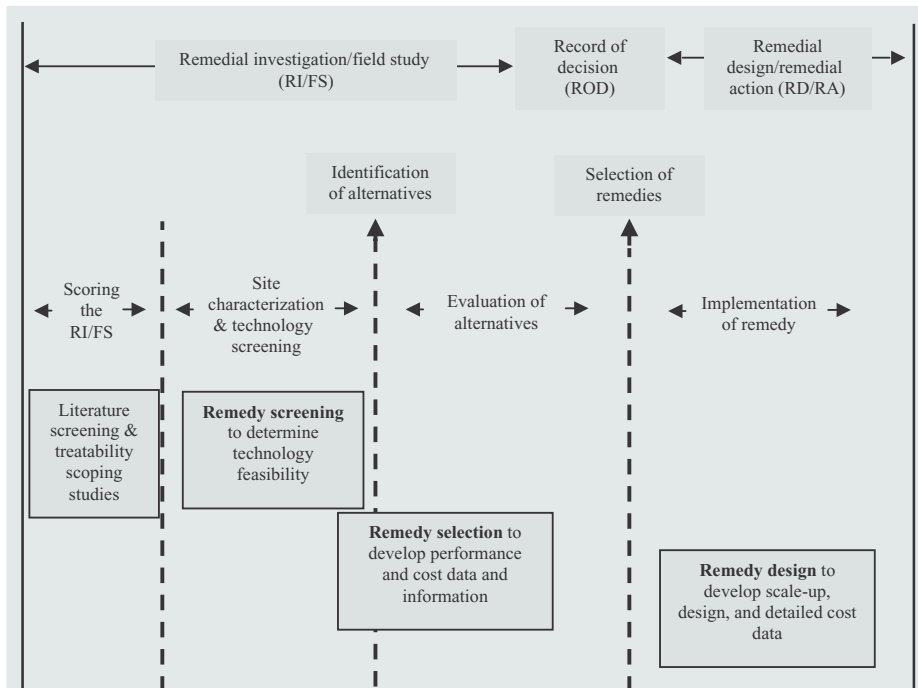 Remedial investigation/field study
(RI/FS)
Record of
decision
(ROD)
Remedial
design/remedial
action (RD/RA)
Identification
of alternatives
Selection of
remedies
Scoring
the
RI/FS
Site
characterization
& technology
screening
Evaluation of
alternatives
Implementation
of remedy
Literature
screening &
treatability
scoping
studies
Remedy screening
to determine
technology
feasibility
Remedy selection to
develop performance
and cost data and
information
Remedy design to
develop scale-up,
design, and detailed cost
data